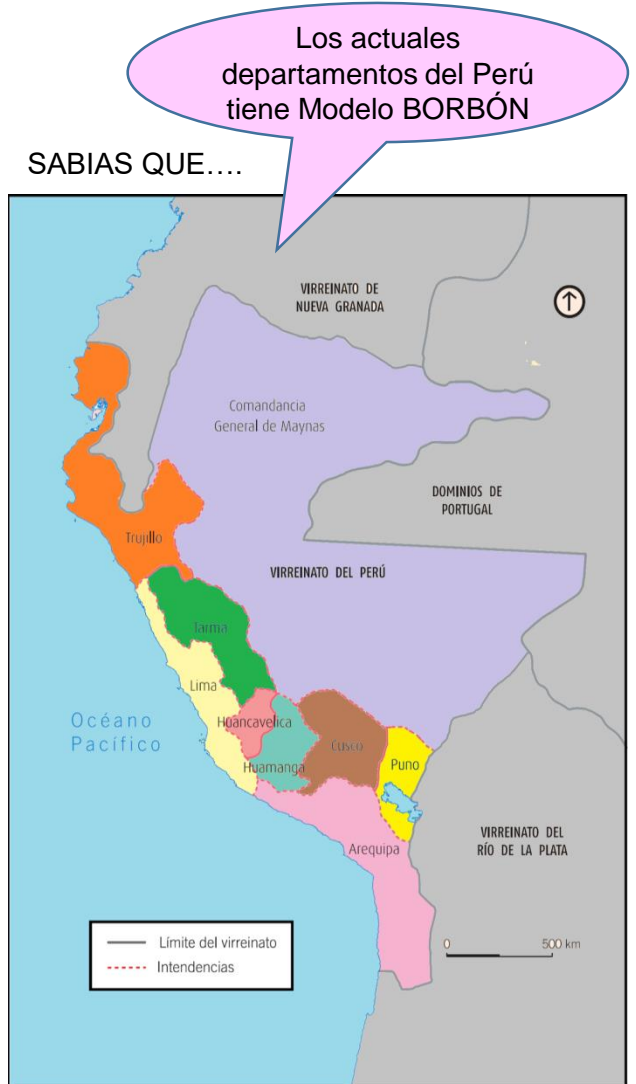 Los actuales
departamentos del Perú
tiene Modelo BORBÓN
SABIAS QUE....
VIRREINATO DE
NUEVA GRANADA
Comandancia
General de Maynas
DOMINIOS DE
PORTUGAL
Trujillo
VIRREINATO DEL PERÚ
Tarma
Lima
Huancavelica
Océano
Pacífico
Huamanga
Cusco
Puno
Arequipa
VIRREINATO DEL
RÍO DE LA PLATA
Límite del virreinato
Intendencias
0 500 km